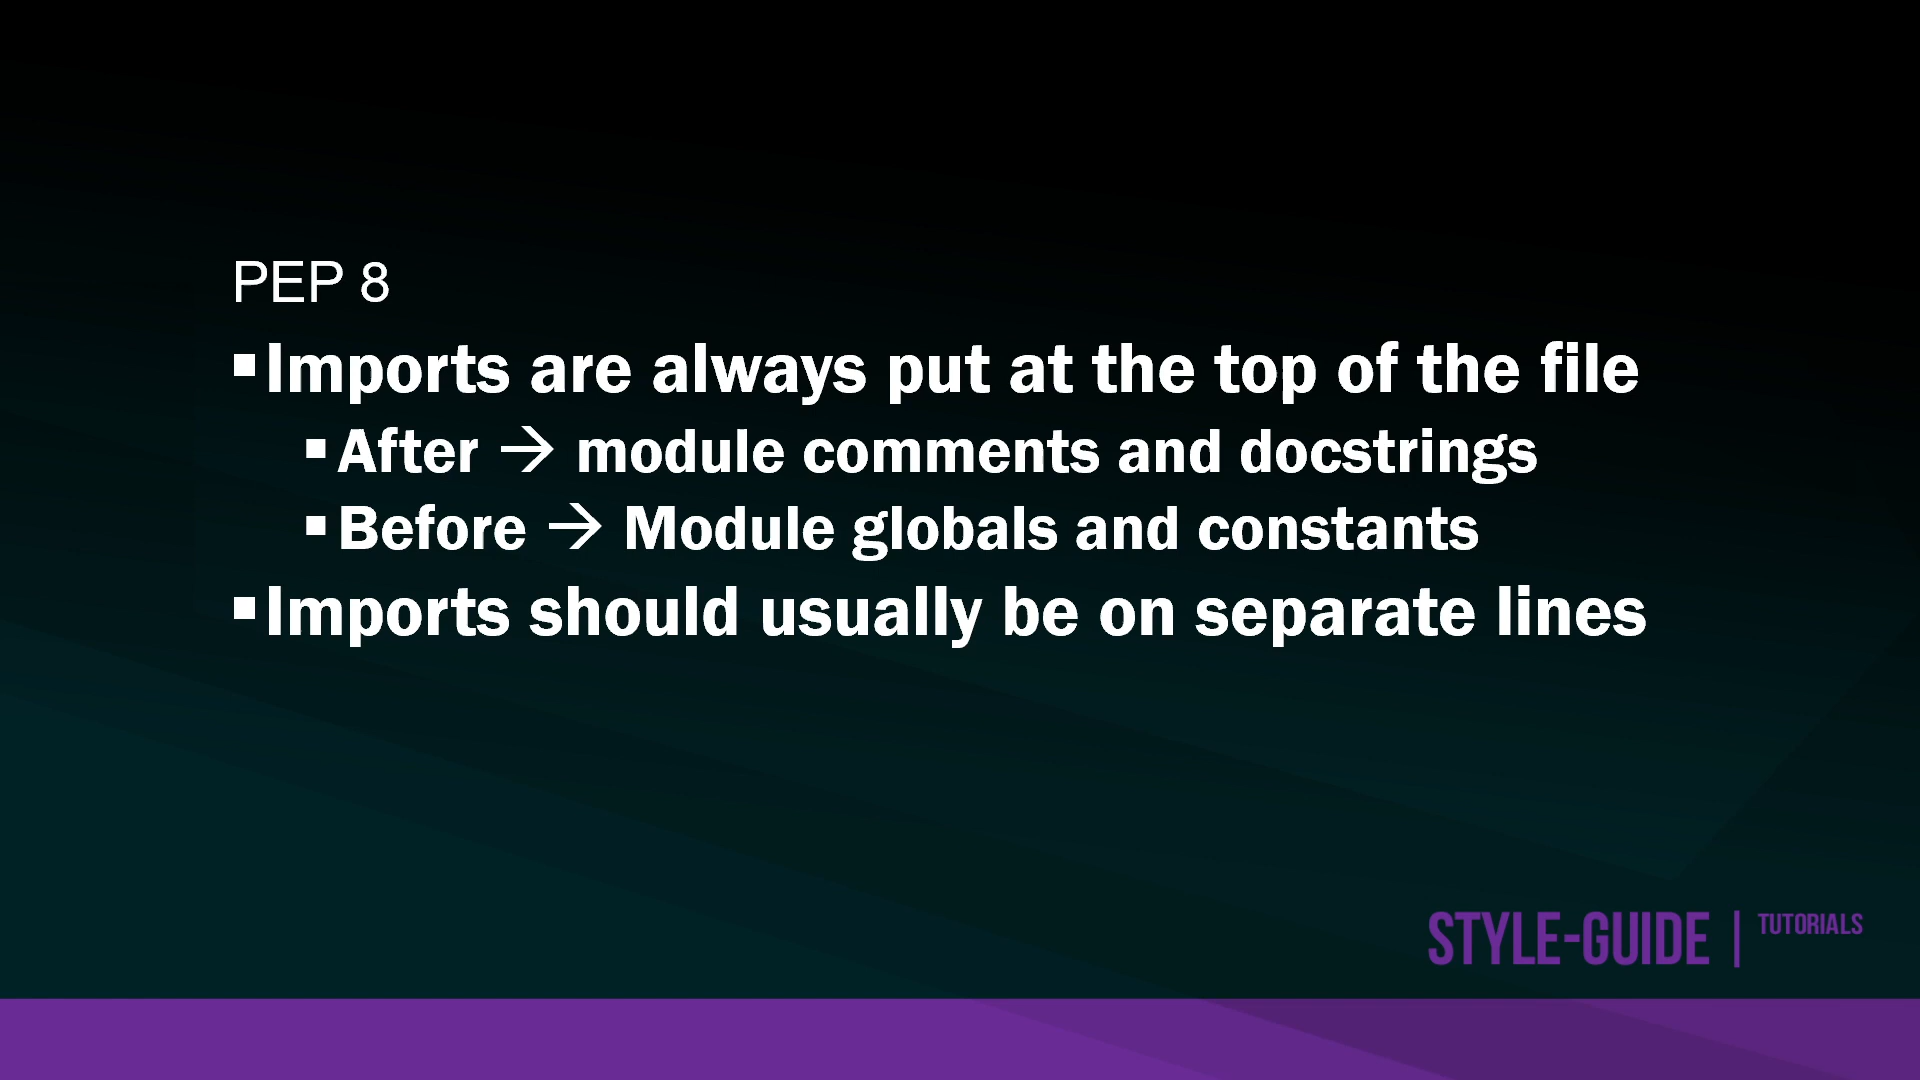 PEP 8
▪Imports are always put at the top of the file
▪After → module comments and docstrings
▪Before → Module globals and constants
▪Imports should usually be on separate lines
STYLE-GUIDE | TUTORIALS